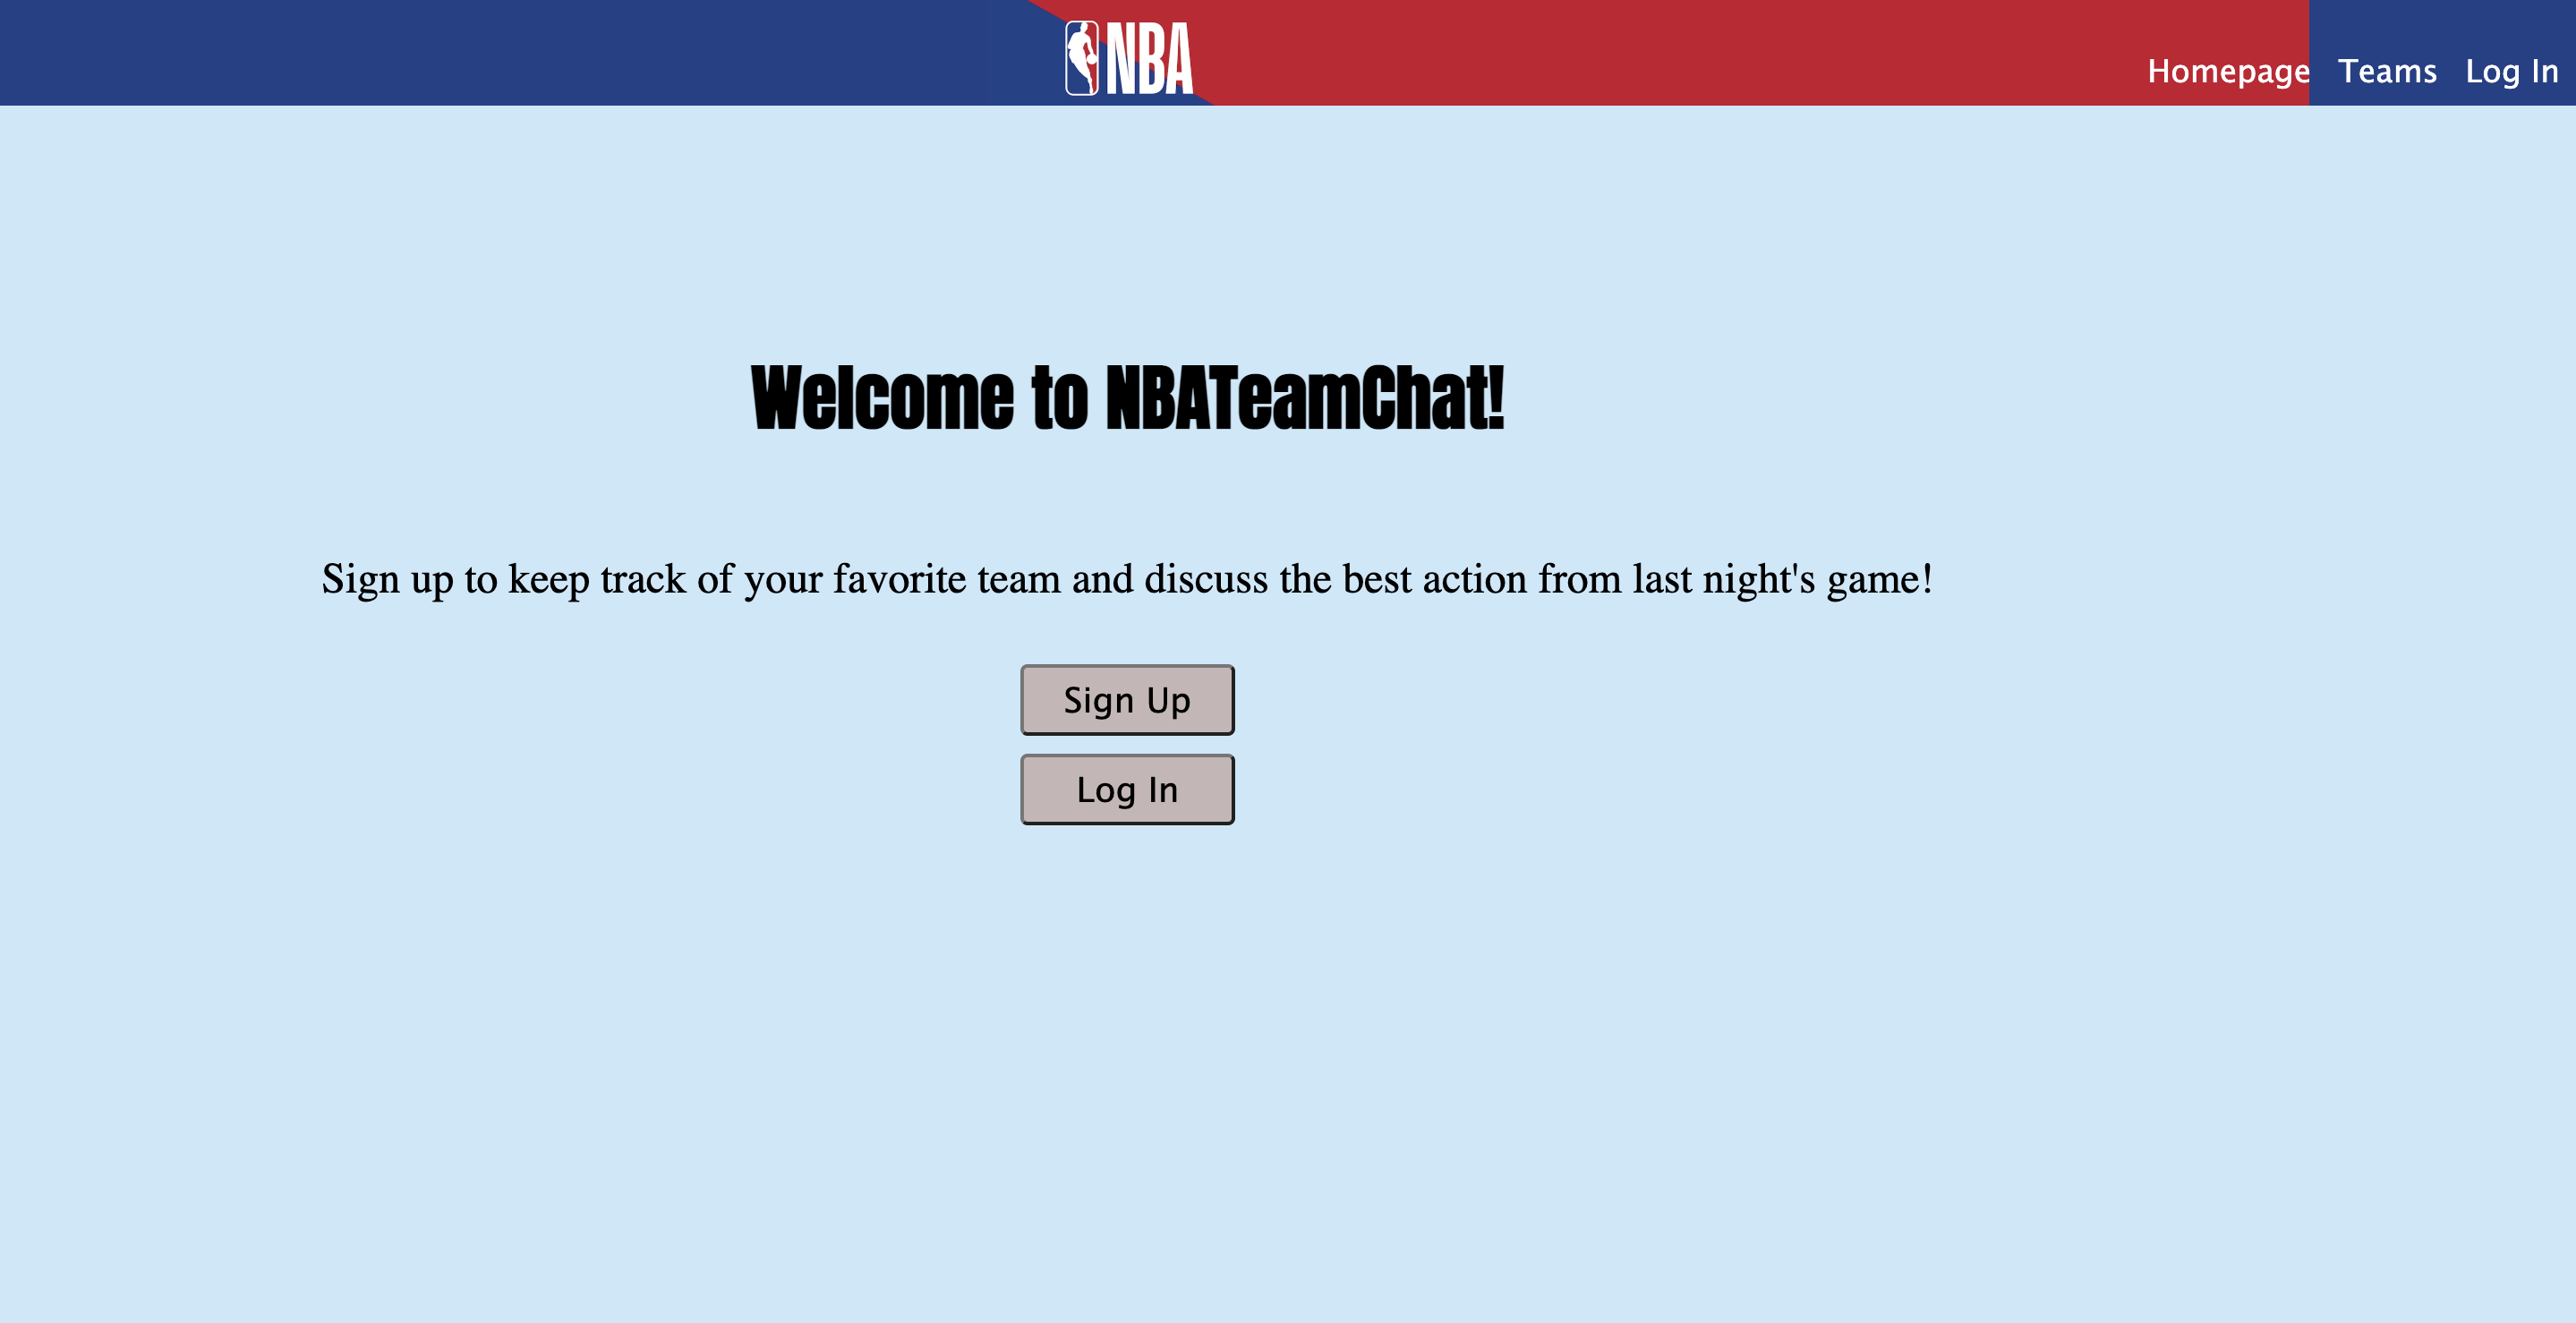 NBA
Homepage Teams Log In
Welcome to NBATeamChat!
Sign up to keep track of your favorite team and discuss the best action from last night's game!
Sign Up
Log In